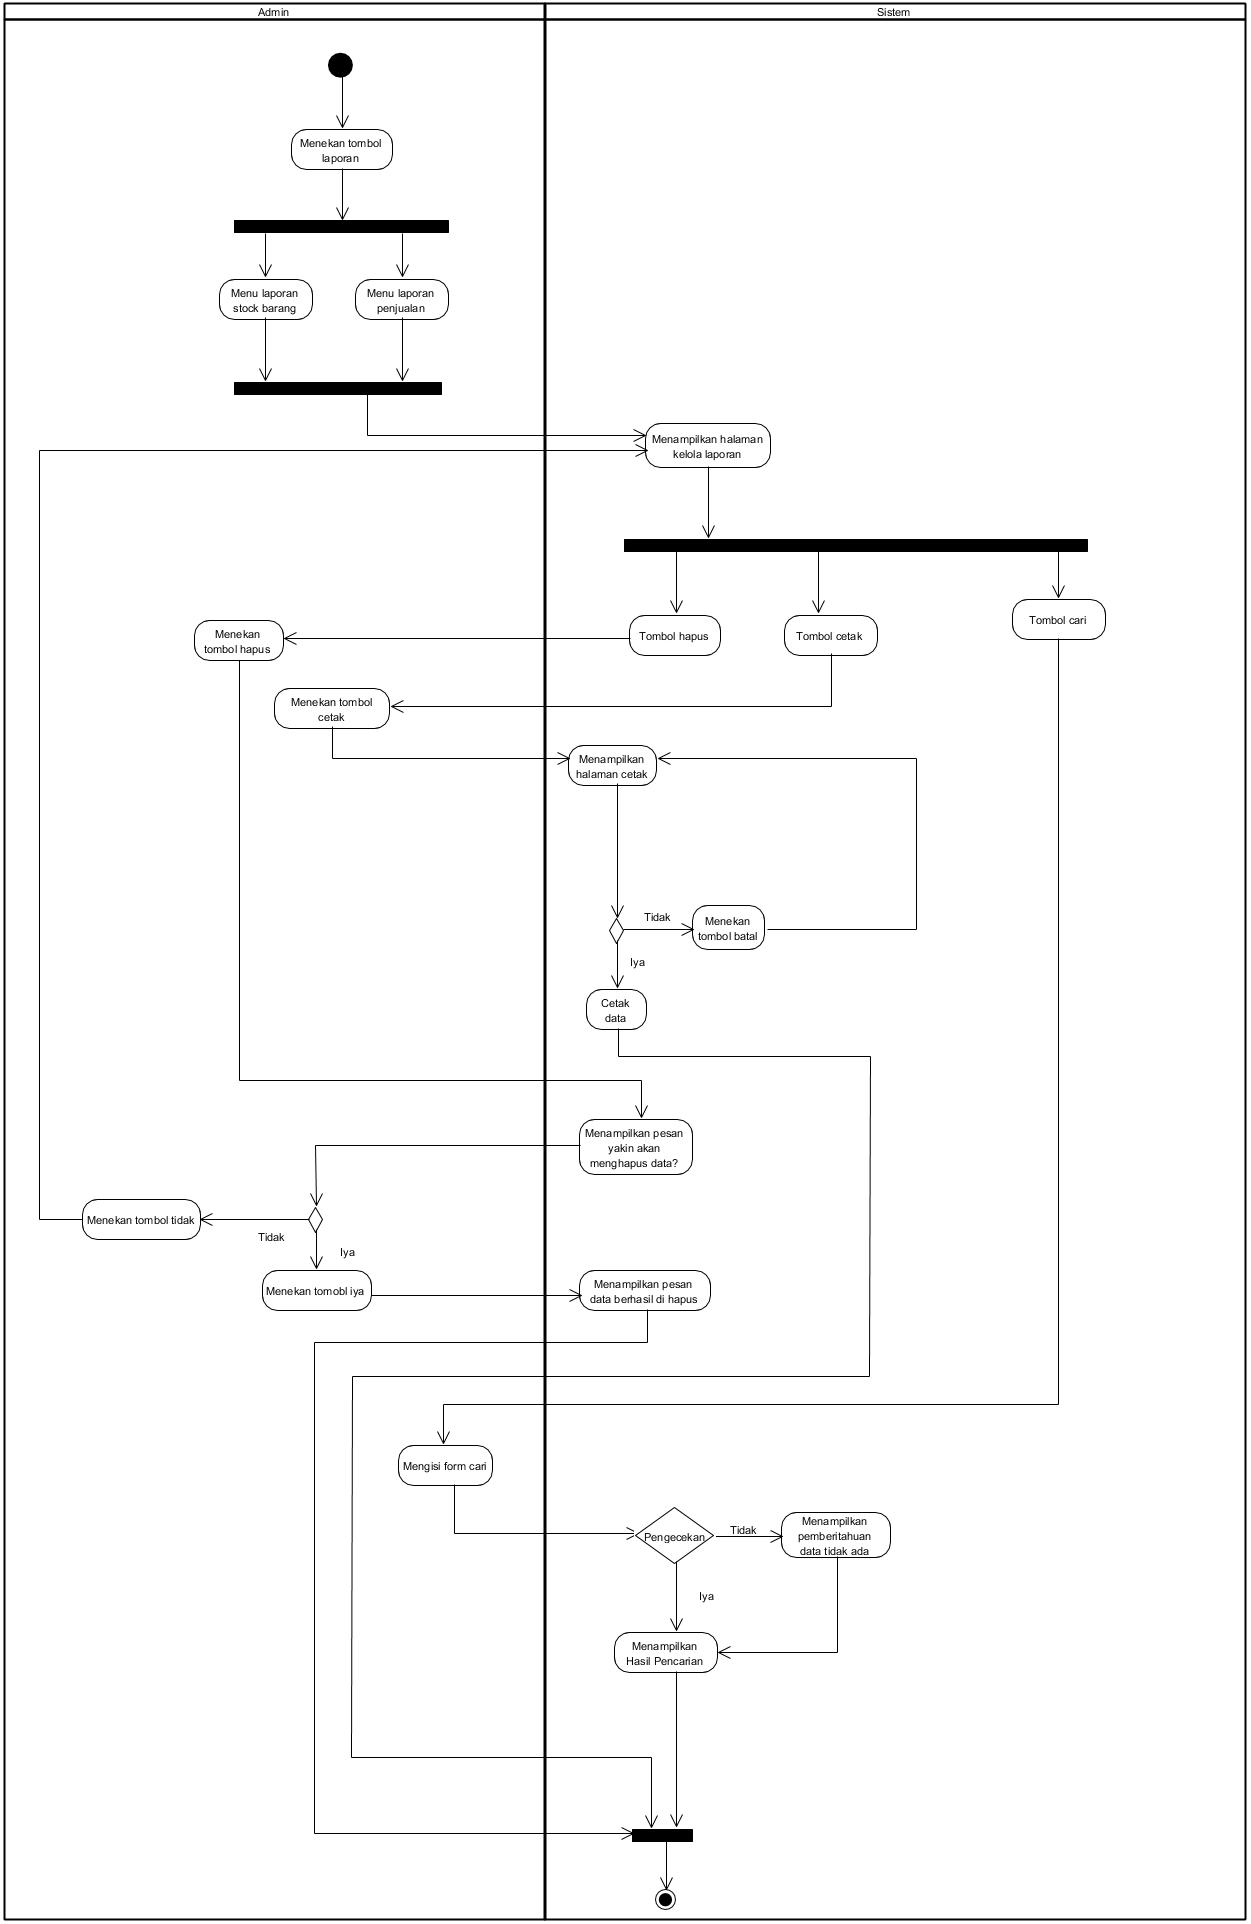 Admin
Sistem
Menekan tombol
laporan
Menu laporan
stock barang
Menu laporan
penjualan
Menampilkan halaman
kelola laporan
Tombol hapus
Tombol cetak
Tombol cari
Menekan
tombol hapus
Menekan tombol
cetak
Menampilkan
halaman cetak
Tidak
Menekan
tombol batal
Iya
Cetak
data
Menampilkan pesan
yakin akan
menghapus data?
Menekan tombol tidak
Tidak
Iya
Menekan tomobl iya
Menampilkan pesan
data berhasil di hapus
Mengisi form cari
Pengecekan
Tidak
Menampilkan
pemberitahuan
data tidak ada
Iya
Menampilkan
Hasil Pencarian